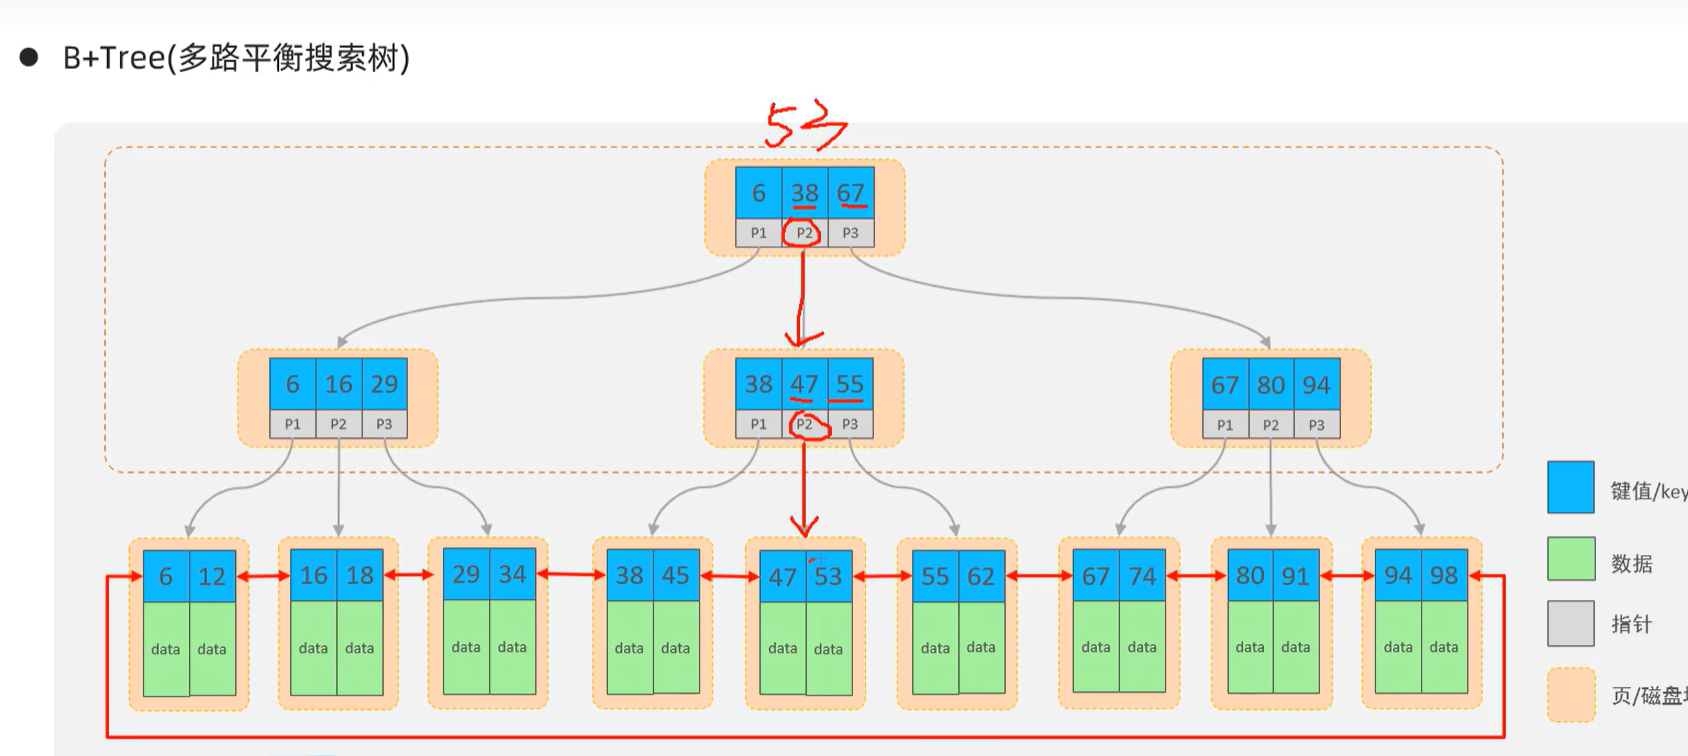 ● B+Tree(多路平衡搜索树)
53
6 38 67
P1 P2 P3
6 16 29
P1 P2 P3
38 47 55
P1 P2 P3
67 80 94
P1 P2 P3
6 12
data data
16 18
data data
29 34
data data
38 45
data data
47 53
data data
55 62
data data
67 74
data data
80 91
data data
94 98
data data
键值/key
数据
指针
页/磁盘